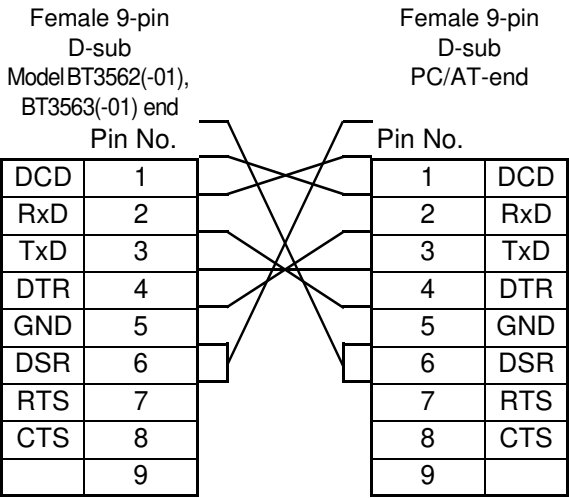 Female 9-pin
D-sub
Model BT3562(-01),
BT3563(-01) end
Pin No.
DCD 1
RxD 2
TxD 3
DTR 4
GND 5
DSR 6
RTS 7
CTS 8
9
Female 9-pin
D-sub
PC/AT-end
Pin No.
1 DCD
2 RxD
3 TxD
4 DTR
5 GND
6 DSR
7 RTS
8 CTS
9